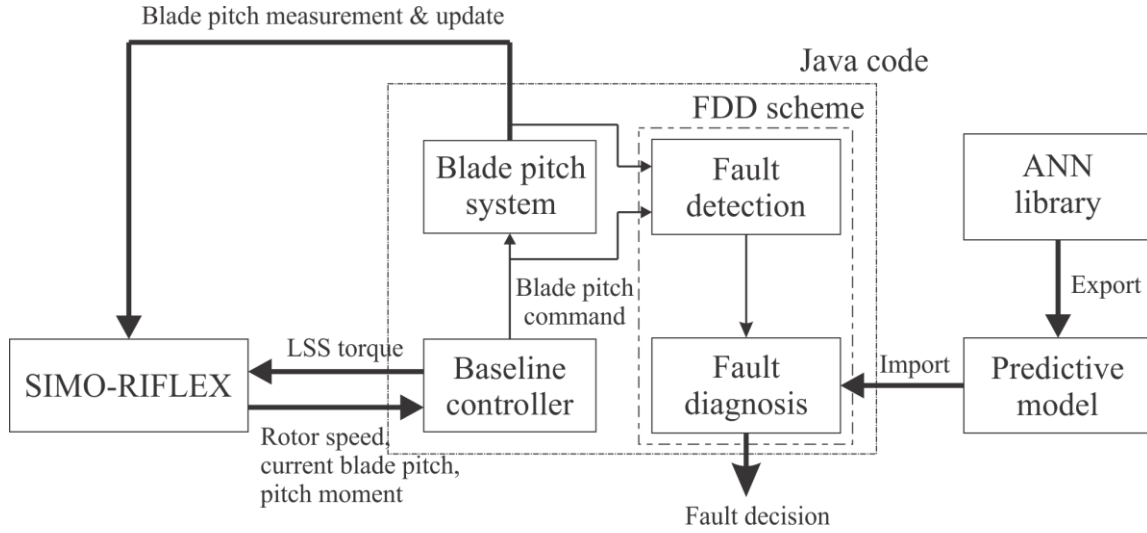 Blade pitch measurement & update
Java code
FDD scheme
Blade pitch
system
Fault
detection
ANN
library
Blade pitch
command
Export
LSS torque
SIMO-RIFLEX
Baseline
controller
Fault
diagnosis
Import
Predictive
model
Rotor speed,
current blade pitch,
pitch moment
Fault decision